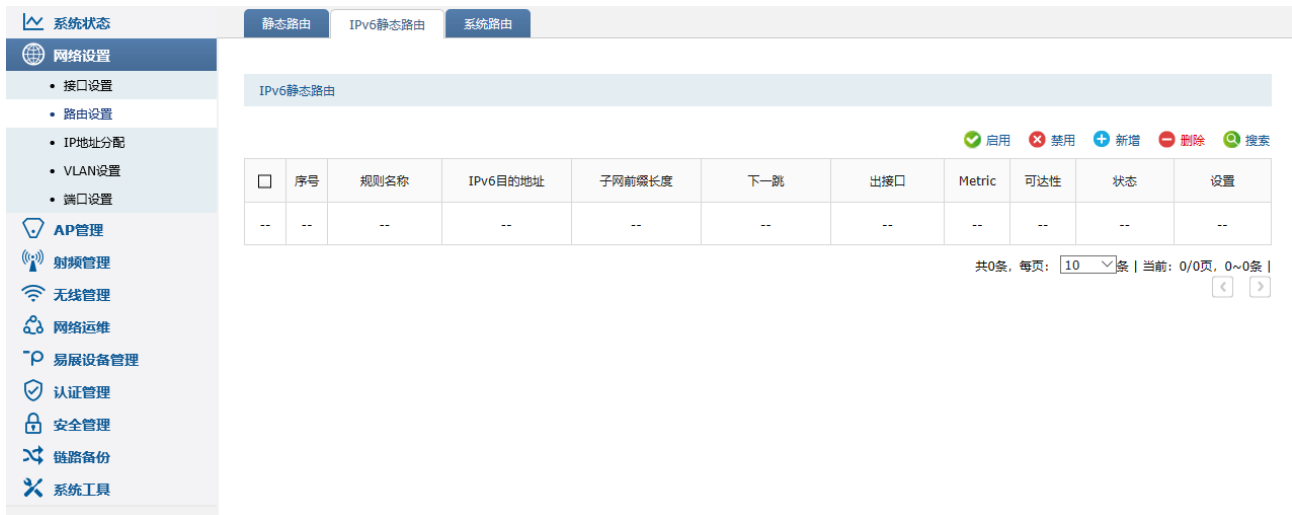 系统状态
网络设置
• 接口设置
• 路由设置
• IP地址分配
• VLAN设置
• 端口设置
AP管理
射频管理
无线管理
网络运维
易展设备管理
认证管理
安全管理
链路备份
系统工具
静态路由 IPv6静态路由 系统路由
IPv6静态路由
启用 禁用 新增 删除 搜索
序号 规则名称 IPv6目的地址 子网前缀长度 下一跳 出接口 Metric 可达性 状态 设置
-- -- -- -- -- -- -- -- -- -- --
共0条, 每页: 10 条 | 当前: 0/0页, 0~0条 |